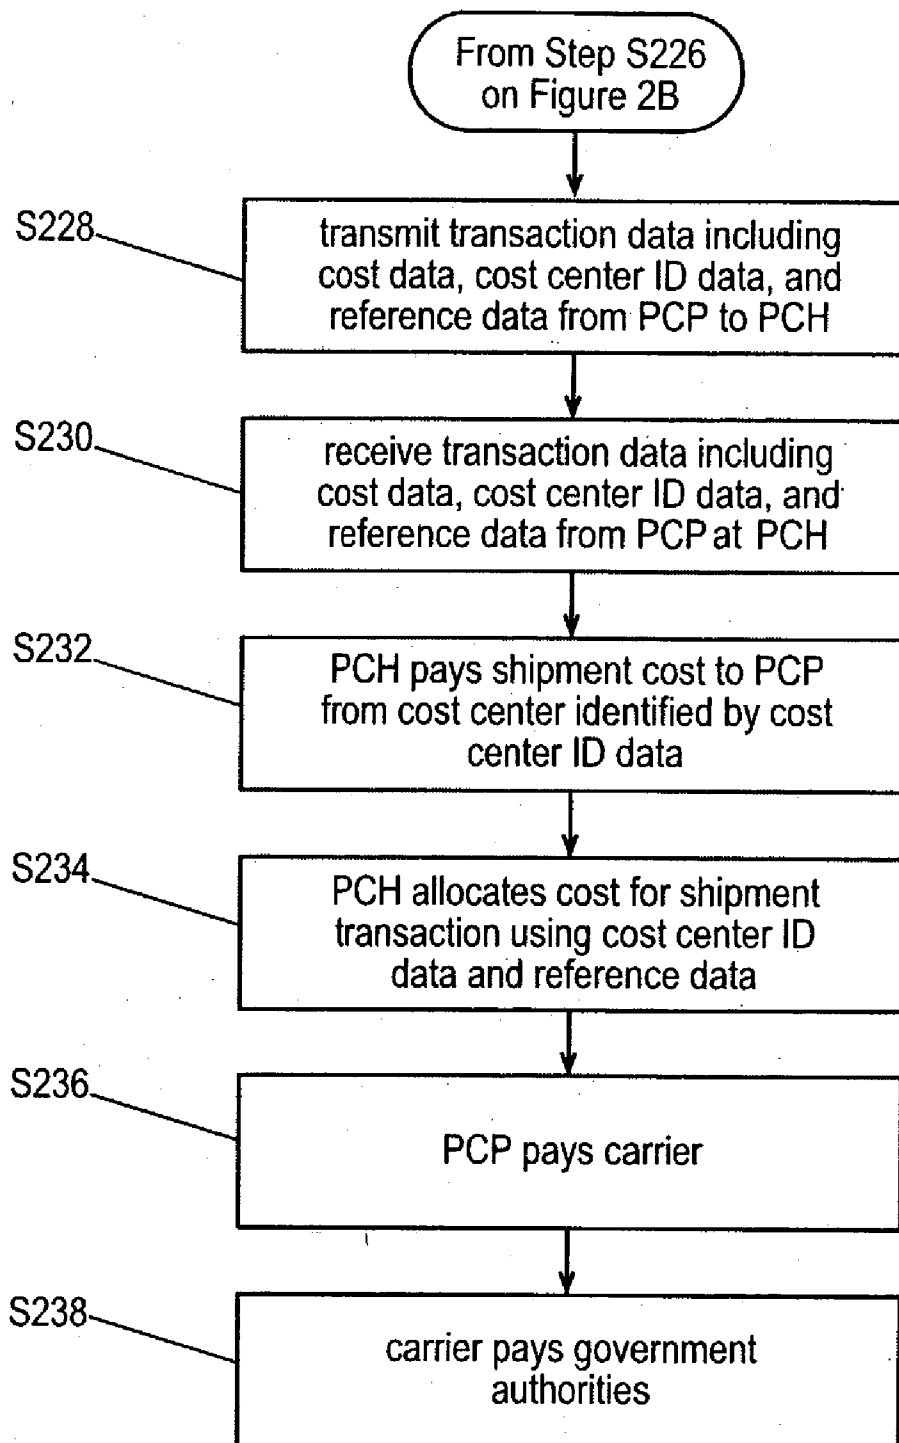 From Step S226
on Figure 2B
S228
transmit transaction data including
cost data, cost center ID data, and
reference data from PCP to PCH
S230
receive transaction data including
cost data, cost center ID data, and
reference data from PCP at PCH
S232
PCH pays shipment cost to PCP
from cost center identified by cost
center ID data
S234
PCH allocates cost for shipment
transaction using cost center ID
data and reference data
S236
PCP pays carrier
S238
carrier pays government
authorities